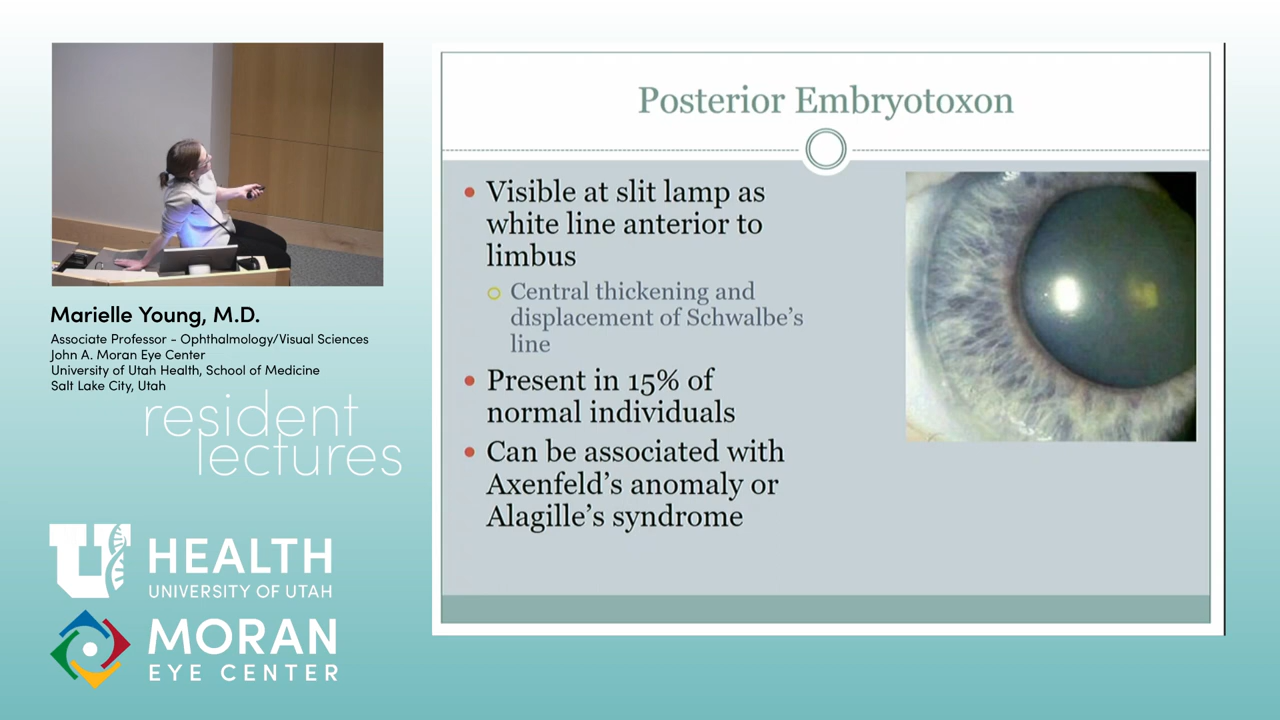 Marielle Young, M.D.
Associate Professor - Ophthalmology/Visual Sciences
John A. Moran Eye Center
University of Utah Health, School of Medicine
Salt Lake City, Utah
resident
lectures
U HEALTH
UNIVERSITY OF UTAH
MORAN
EYE CENTER
Posterior Embryotoxon
• Visible at slit lamp as
white line anterior to
limbus
Central thickening and
displacement of Schwalbe's
line
• Present in 15% of
normal individuals
• Can be associated with
Axenfeld's anomaly or
Alagille's syndrome